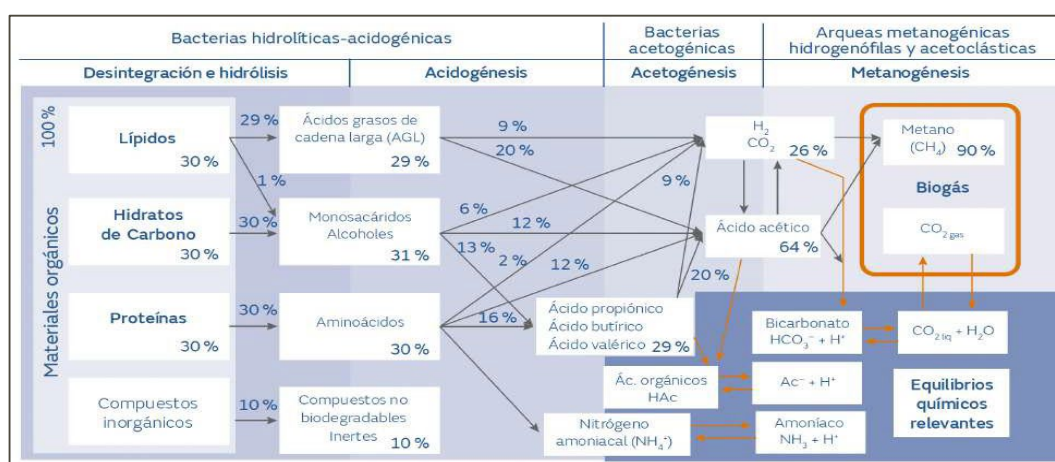 Bacterias hidrolíticas-acidogénicas
Bacterias
acetogénicas
Arqueas metanogénicas
hidrogenófilas y acetoclásticas
Desintegración e hidrólisis
Acidogénesis
Acetogénesis
Metanogénesis
100 %
Materiales orgánicos
Lípidos
30 %
29 %
1 %
Ácidos grasos de
cadena larga (AGL)
29 %
9 %
20 %
H₂
CO₂
26 %
Metano
(CH₄)
90 %
Biogás
CO₂ gas
Hidratos
de Carbono
30 %
30 %
Monosacáridos
Alcoholes
31 %
6 %
12 %
13 %
2 %
12 %
9 %
Ácido acético
64 %
20 %
Proteínas
30 %
30 %
Aminoácidos
30 %
16 %
Ácido propiónico
Ácido butírico
Ácido valérico
29 %
Bicarbonato
HCO₃⁻ + H⁺
CO₂ liq + H₂O
Ác. orgánicos
HAc
Ac⁻ + H⁺
Equilibrios
químicos
relevantes
Compuestos
inorgánicos
10 %
Compuestos no
biodegradables
Inertes
10 %
Nitrógeno
amoniacal (NH₄⁺)
Amoníaco
NH₃ + H⁺